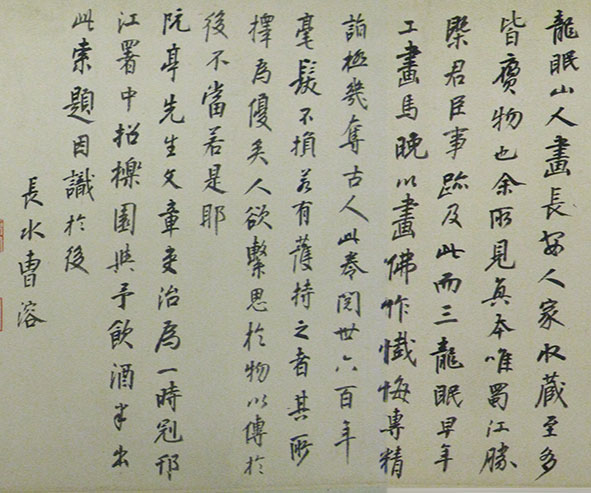 龍眠山人畫長安人家收藏至多
皆贗物也余所見真本唯蜀江勝
槩君臣事跡及此而三龍眠早年
工畫馬晚以畫佛作懺悔專精
詣極幾奪古人此卷閱世六百年
毫髮不損若有護持之者其所
擇為優矣人欲繫思於物以傳於
後不當若是耶
阮亭先生文章吏治為一時冠邗
江署中招櫟園與予飲酒半出
此索題因識於後
長水曹溶